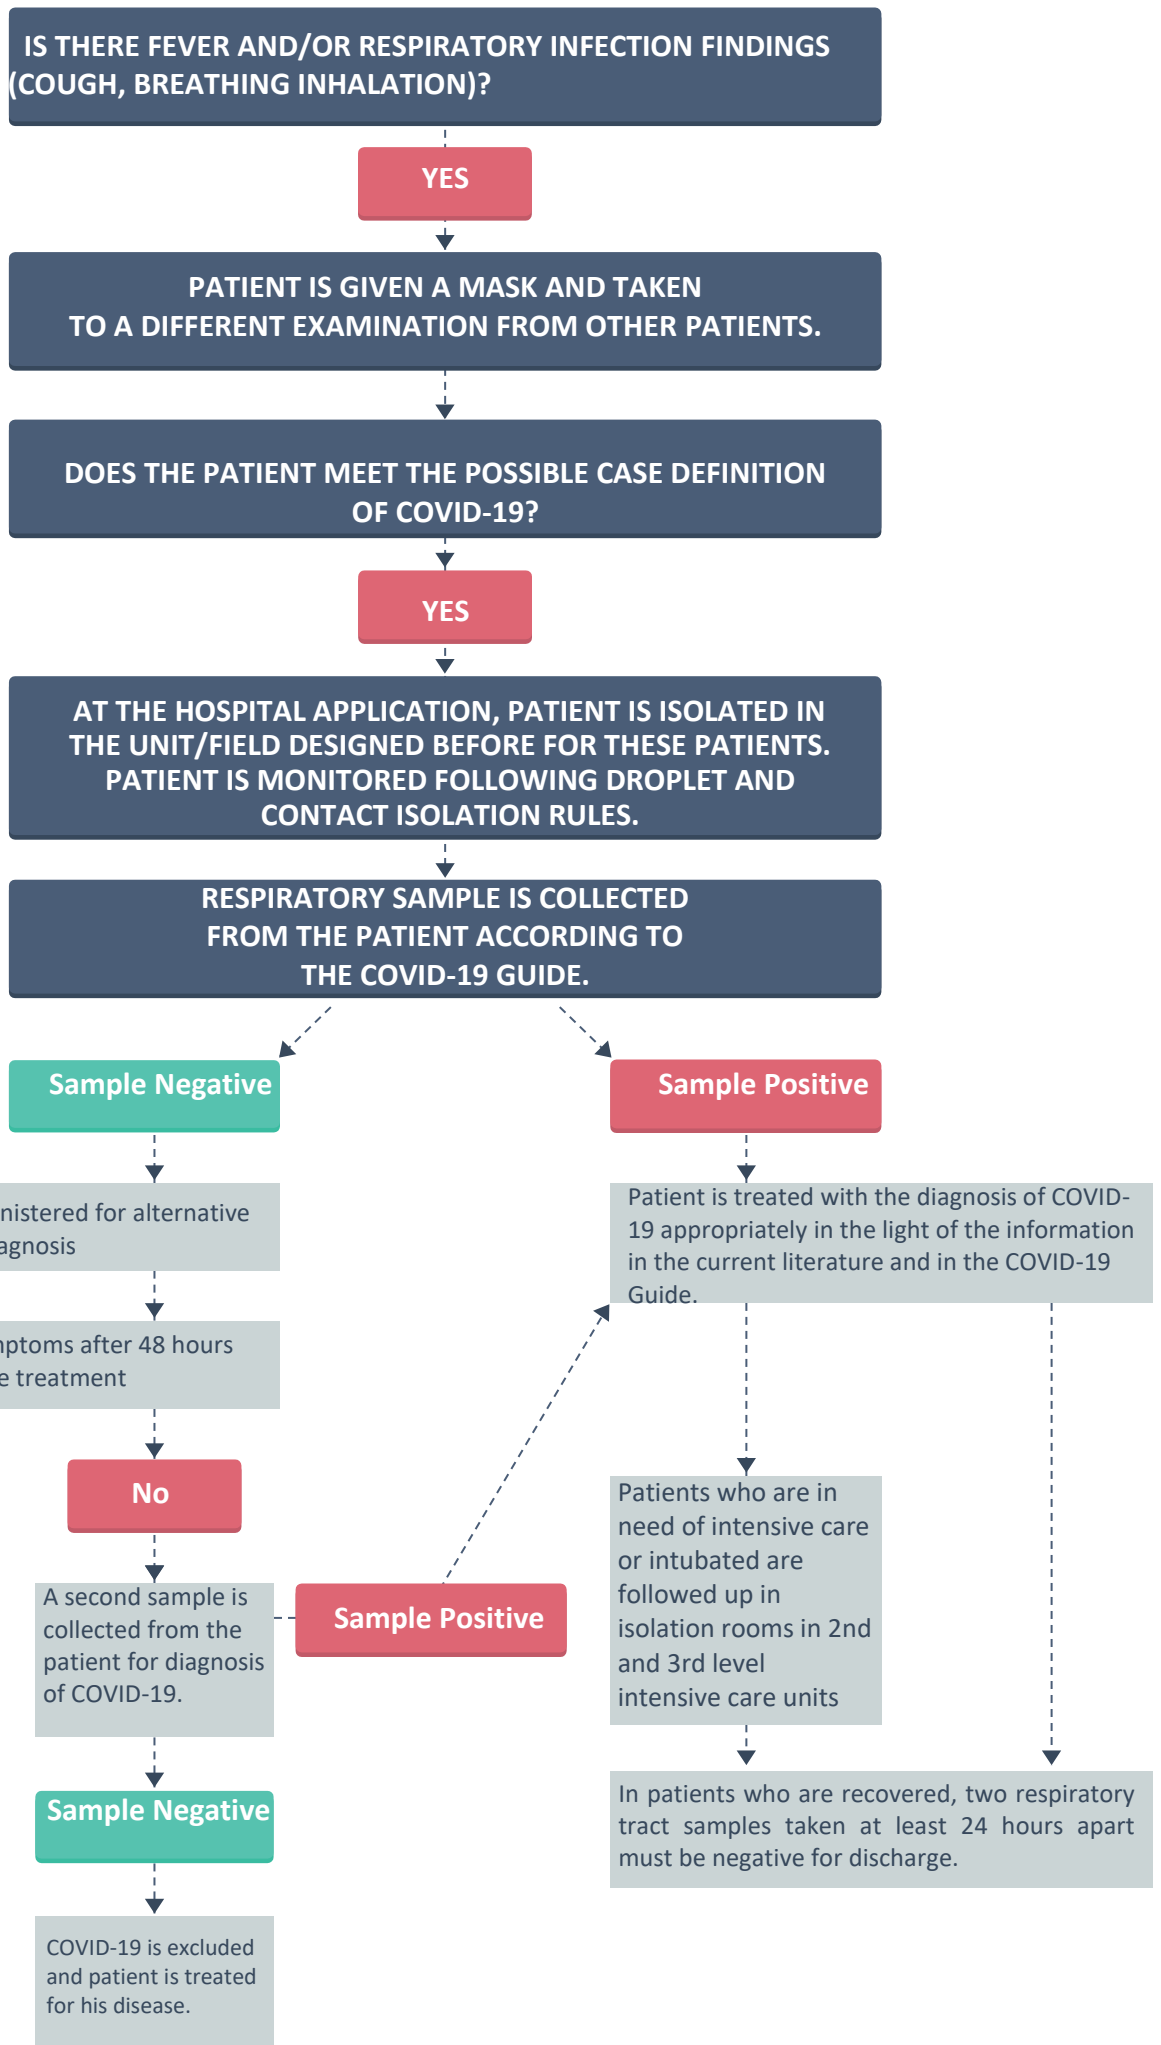 IS THERE FEVER AND/OR RESPIRATORY INFECTION FINDINGS
(COUGH, BREATHING INHALATION)?
YES
PATIENT IS GIVEN A MASK AND TAKEN
TO A DIFFERENT EXAMINATION FROM OTHER PATIENTS.
DOES THE PATIENT MEET THE POSSIBLE CASE DEFINITION
OF COVID-19?
YES
AT THE HOSPITAL APPLICATION, PATIENT IS ISOLATED IN
THE UNIT/FIELD DESIGNED BEFORE FOR THESE PATIENTS.
PATIENT IS MONITORED FOLLOWING DROPLET AND
CONTACT ISOLATION RULES.
RESPIRATORY SAMPLE IS COLLECTED
FROM THE PATIENT ACCORDING TO
THE COVID-19 GUIDE.
Sample Negative
for alternative
after 48 hours
treatment
No
A second sample is
collected from the
patient for diagnosis
of COVID-19.
Sample Negative
COVID-19 is excluded
and patient is treated
for his disease.
Sample Positive
Sample Positive
Patient is treated with the diagnosis of COVID-
19 appropriately in the light of the information
in the current literature and in the COVID-19
Guide.
Patients who are in
need of intensive care
or intubated are
followed up in
isolation rooms in 2nd
and 3rd level
intensive care units
In patients who are recovered, two respiratory
tract samples taken at least 24 hours apart
must be negative for discharge.